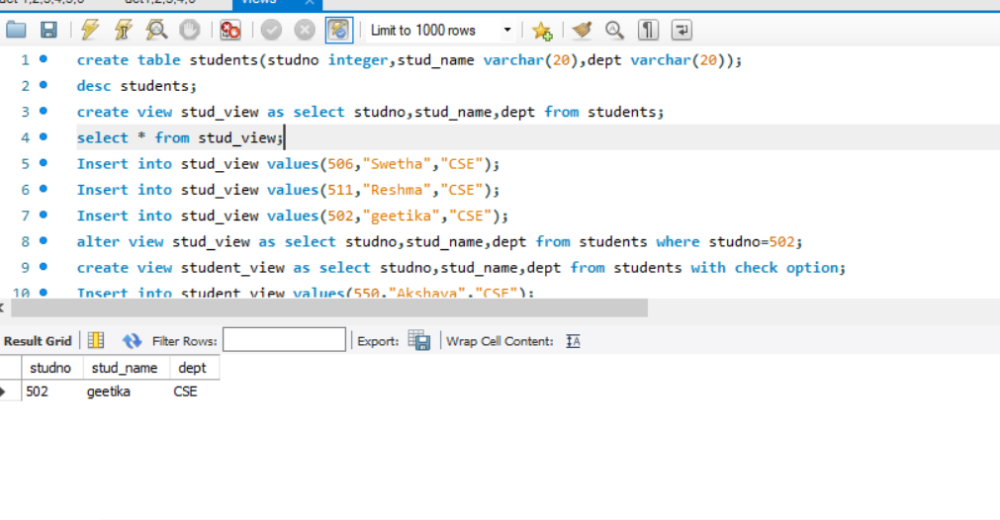 Views
Limit to 1000 rows
1 create table students(studno integer,stud_name varchar(20),dept varchar(20));
2 desc students;
3 create view stud_view as select studno,stud_name,dept from students;
4 select * from stud_view;
5 Insert into stud_view values(506,"Swetha","CSE");
6 Insert into stud_view values(511,"Reshma","CSE");
7 Insert into stud_view values(502,"geetika","CSE");
8 alter view stud_view as select studno,stud_name,dept from students where studno=502;
9 create view student_view as select studno,stud_name,dept from students with check option;
10 Insert into student_view values(550,"Akshaya","CSE");
Result Grid Filter Rows: Export: Wrap Cell Content: IA
studno stud_name dept
502 geetika CSE